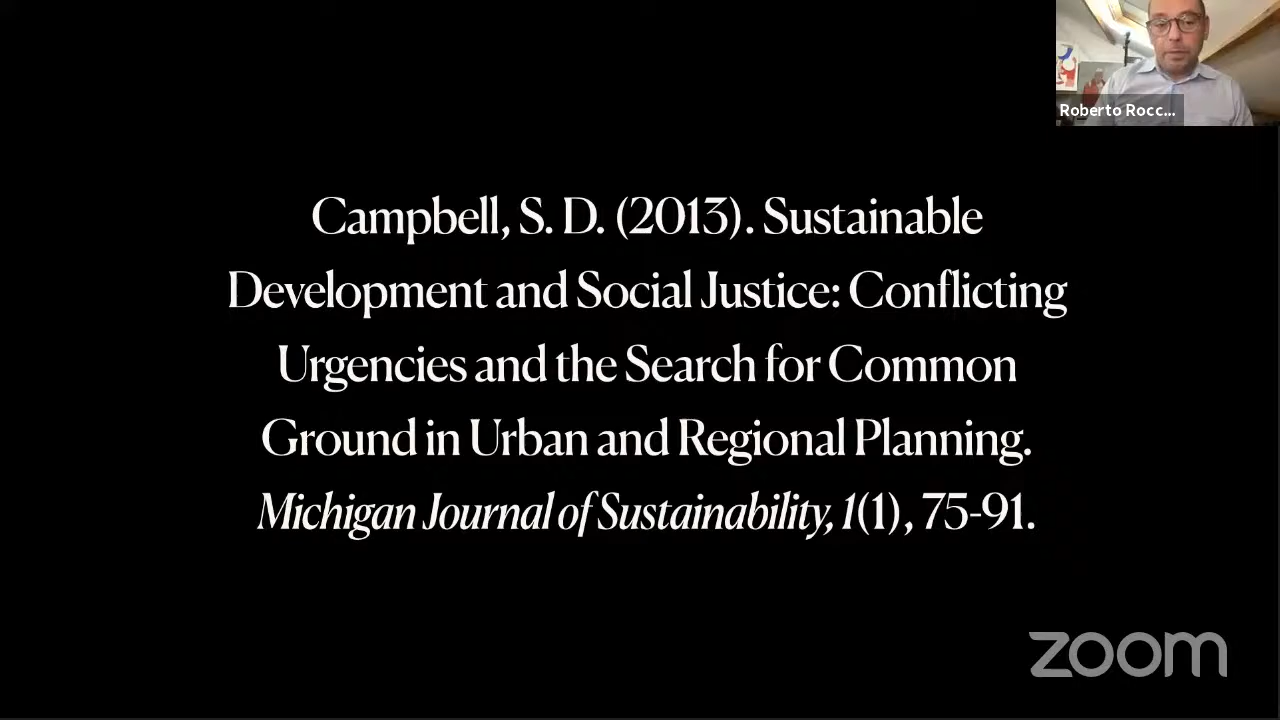 Roberto Rocc...
Campbell, S. D. (2013). Sustainable
Development and Social Justice: Conflicting
Urgencies and the Search for Common
Ground in Urban and Regional Planning.
Michigan Journal of Sustainability, 1(1), 75-91.
zoom